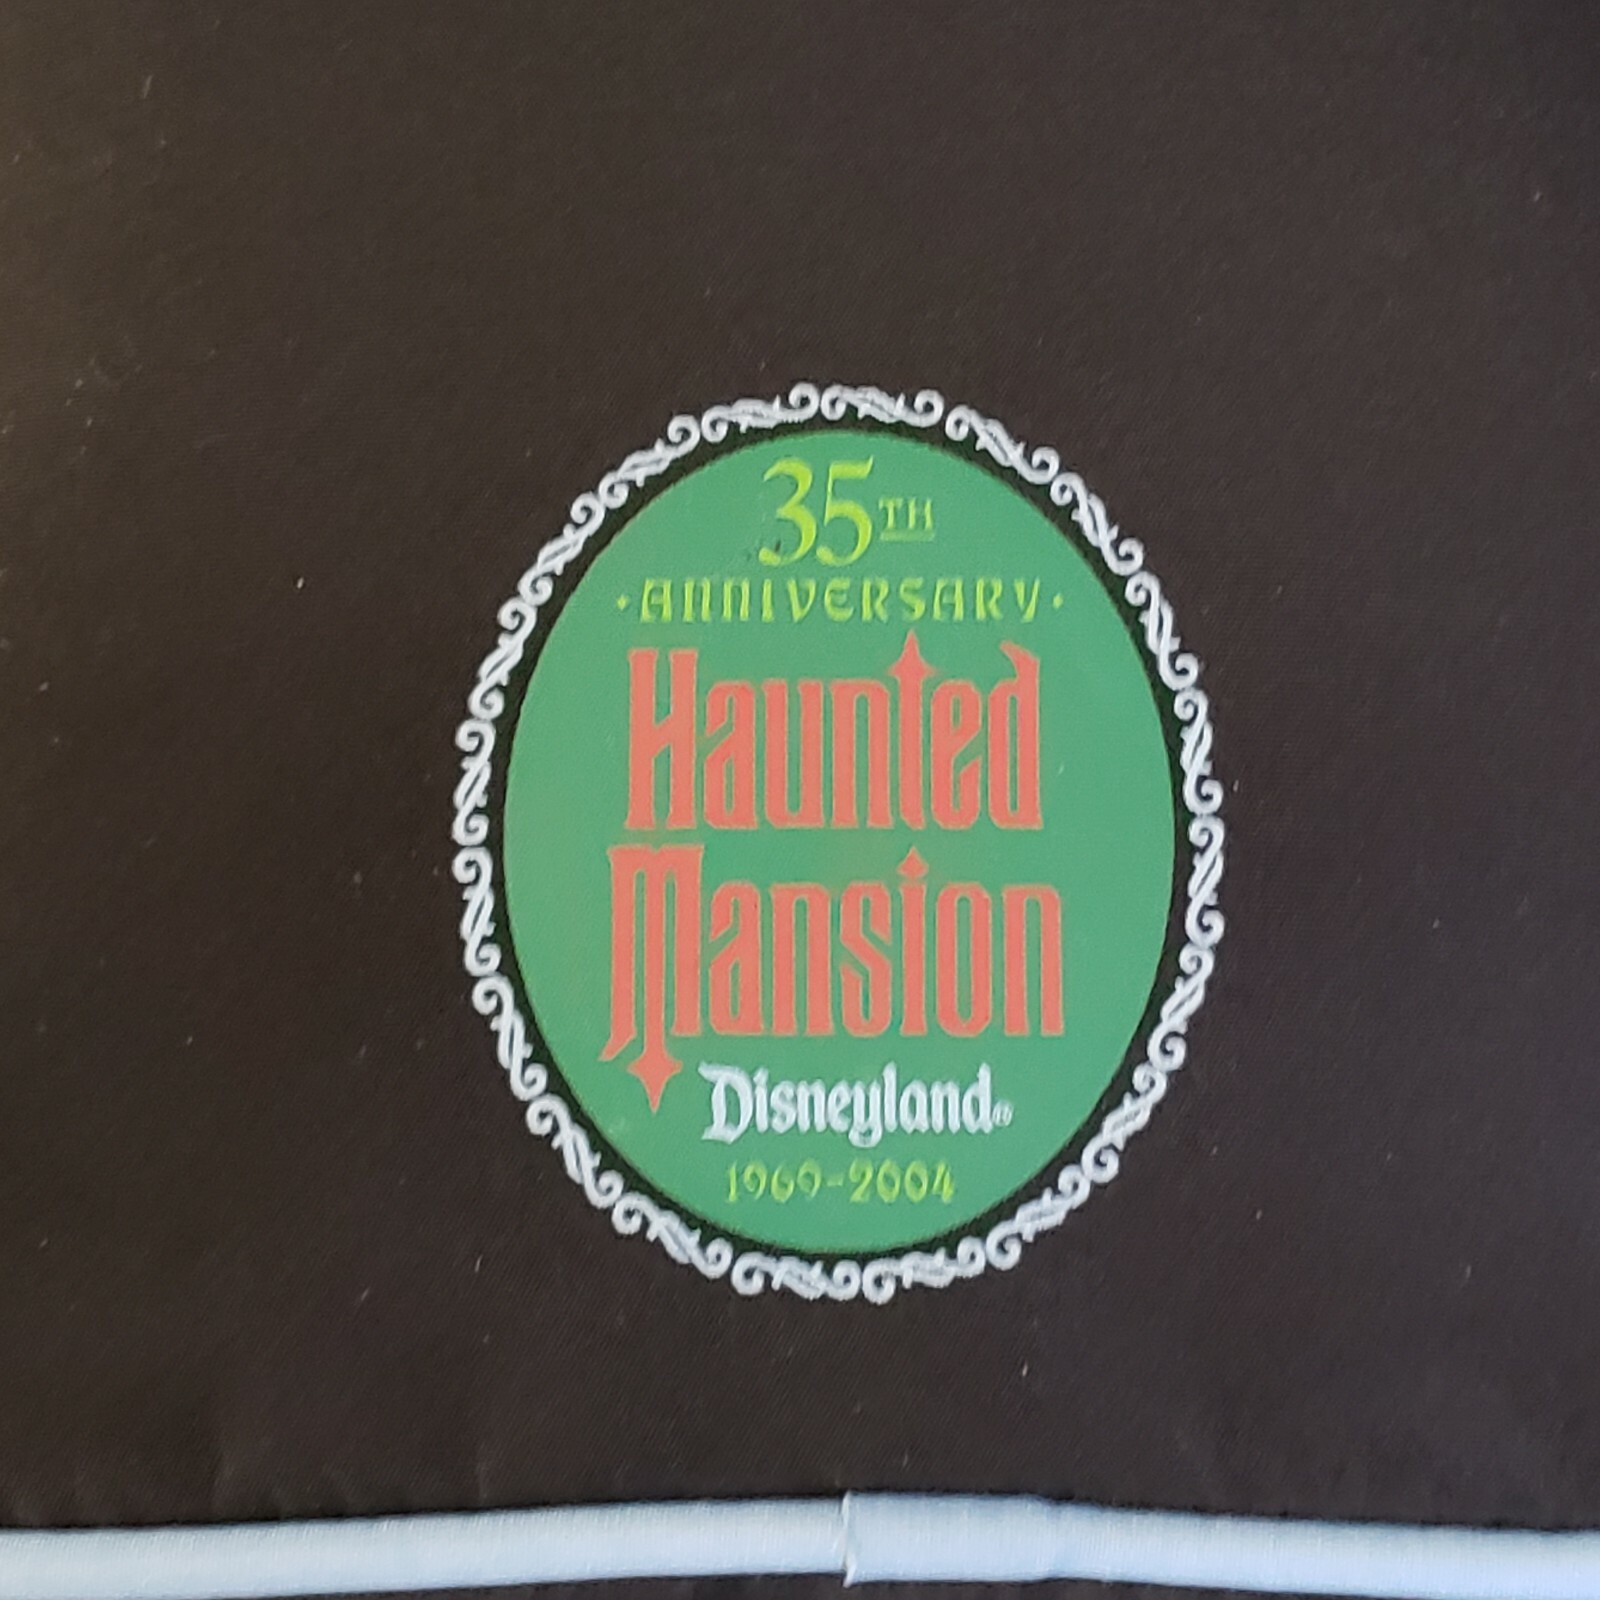 35TH
·ANNIVERSARY·
Haunted
Mansion
Disneyland®
1969-2004